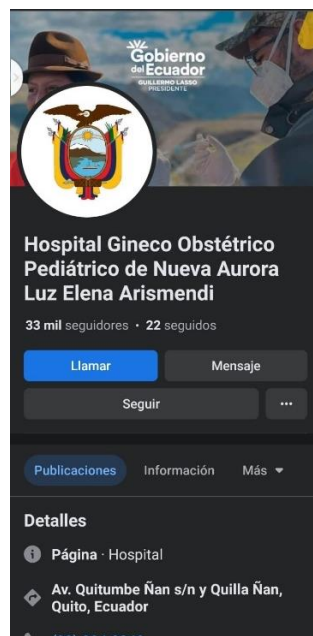 Gobierno
del Ecuador
GUILLERMO LASSO
PRESIDENTE
Hospital Gineco Obstétrico
Pediátrico de Nueva Aurora
Luz Elena Arismendi
33 mil seguidores • 22 seguidos
Llamar
Mensaje
Seguir
Publicaciones
Información
Más
Detalles
Página · Hospital
Av. Quitumbe Ñan s/n y Quilla Ñan,
Quito, Ecuador